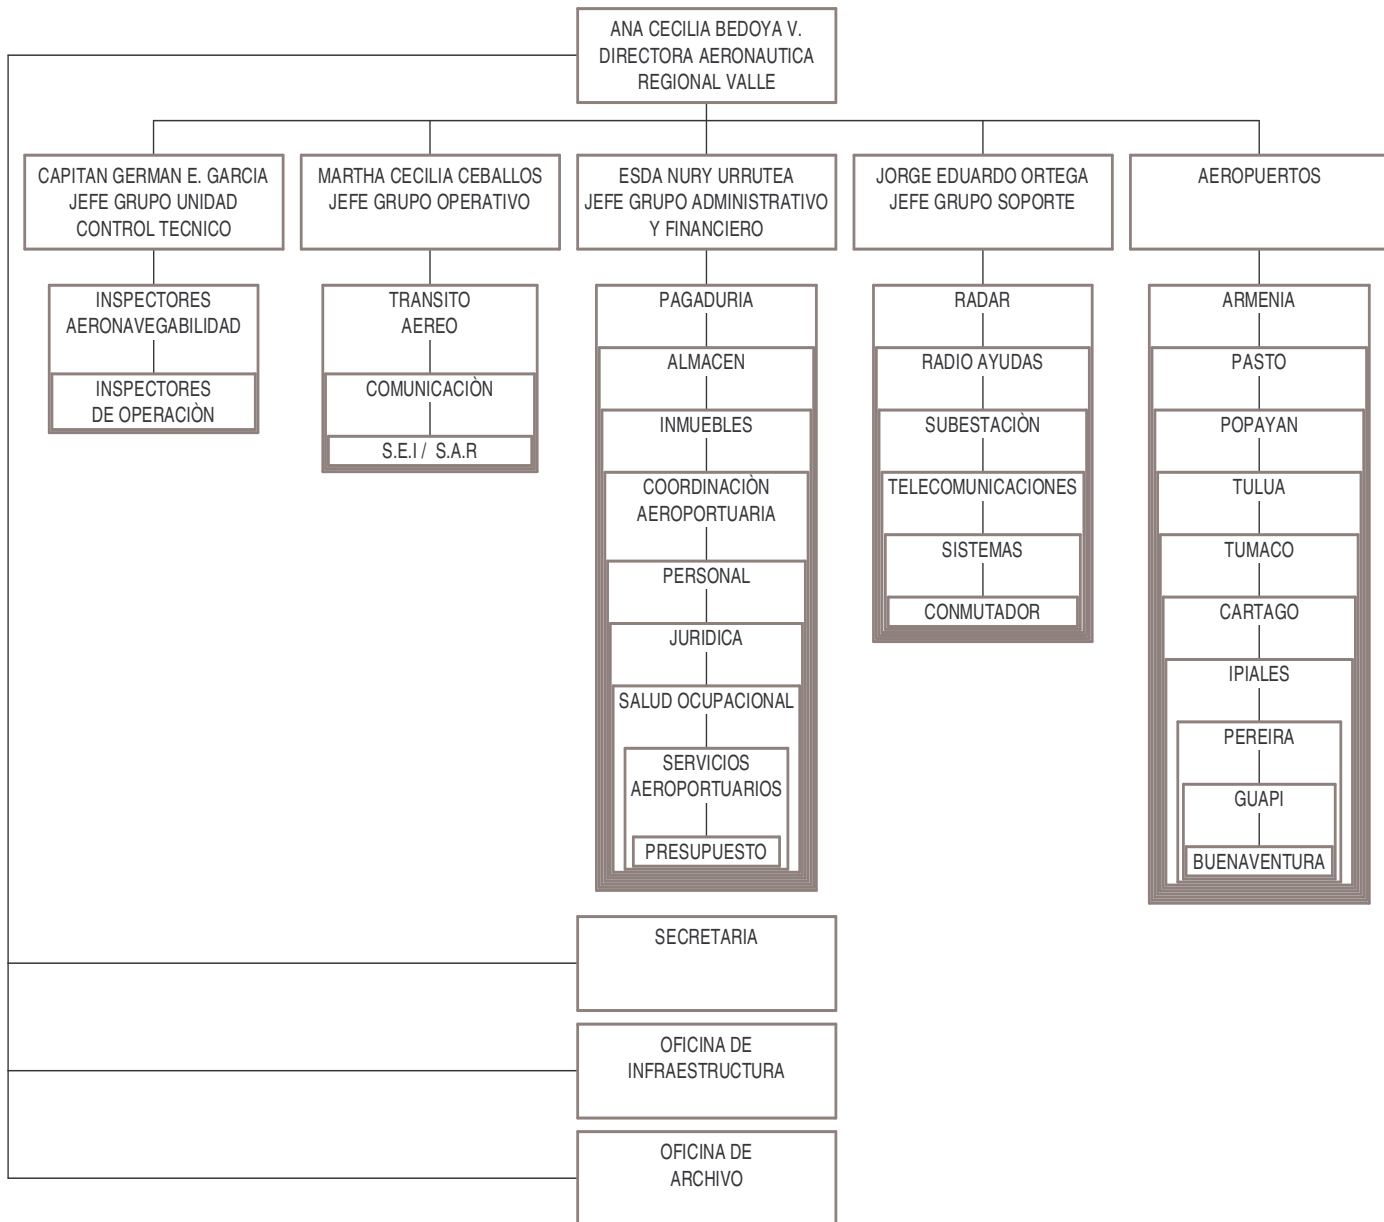 ANA CECILIA BEDOYA V.
DIRECTORA AERONAUTICA
REGIONAL VALLE
CAPITAN GERMAN E. GARCIA
JEFE GRUPO UNIDAD
CONTROL TECNICO
MARTHA CECILIA CEBALLOS
JEFE GRUPO OPERATIVO
ESDA NURY URRUTEA
JEFE GRUPO ADMINISTRATIVO
Y FINANCIERO
JORGE EDUARDO ORTEGA
JEFE GRUPO SOPORTE
AEROPUERTOS
INSPECTORES
AERONAVEGABILIDAD
INSPECTORES
DE OPERACIÒN
TRANSITO
AEREO
COMUNICACIÒN
S.E.I / S.A.R
PAGADURIA
ALMACEN
INMUEBLES
COORDINACIÒN
AEROPORTUARIA
PERSONAL
JURIDICA
SALUD OCUPACIONAL
SERVICIOS
AEROPORTUARIOS
PRESUPUESTO
RADAR
RADIO AYUDAS
SUBESTACIÒN
TELECOMUNICACIONES
SISTEMAS
CONMUTADOR
ARMENIA
PASTO
POPAYAN
TULUA
TUMACO
CARTAGO
IPIALES
PEREIRA
GUAPI
BUENAVENTURA
SECRETARIA
OFICINA DE
INFRAESTRUCTURA
OFICINA DE
ARCHIVO